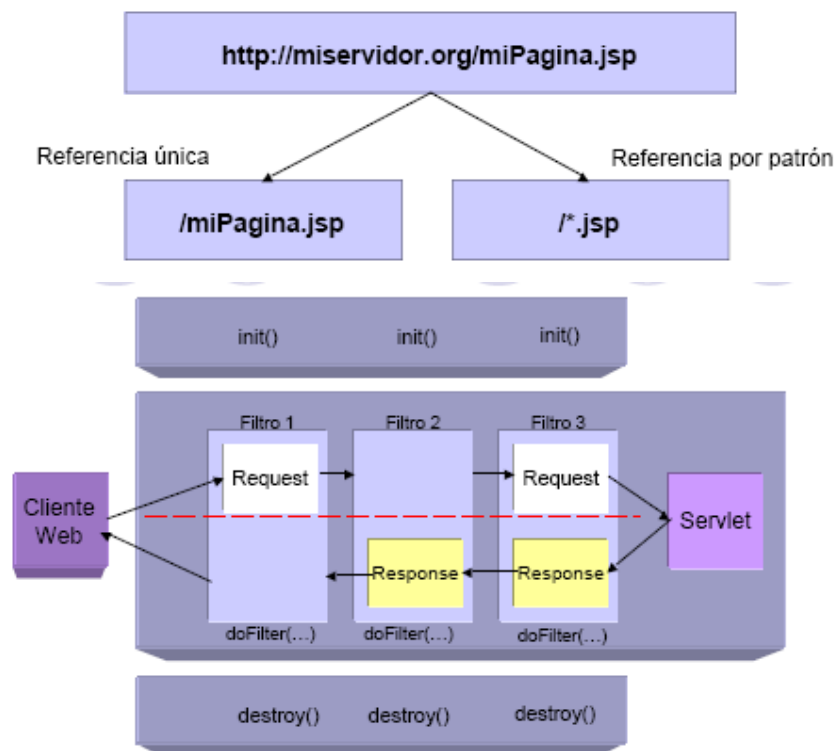 http://miservidor.org/miPagina.jsp
Referencia única
Referencia por patrón
/miPagina.jsp
/*.jsp
init()
init()
init()
Filtro 1
Filtro 2
Filtro 3
Request
Request
Cliente
Web
Servlet
Response
Response
doFilter(…)
doFilter(…)
doFilter(…)
destroy()
destroy()
destroy()